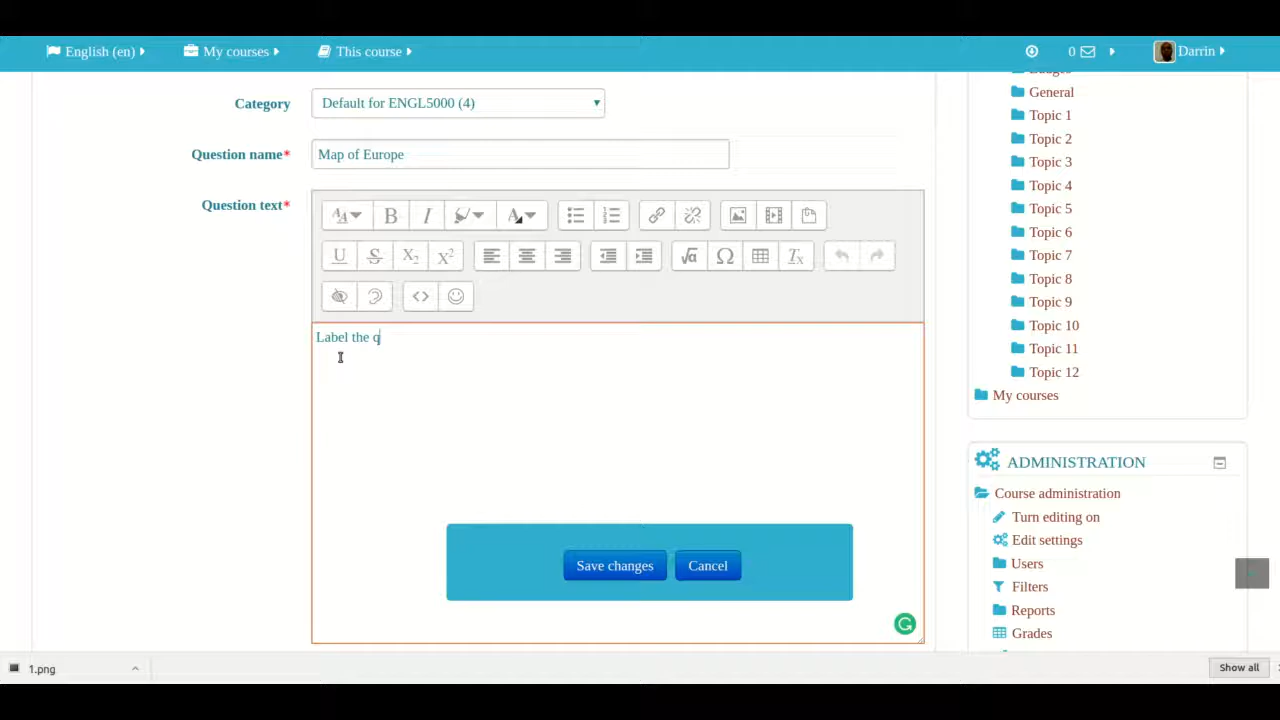 English (en) My courses This course 0 Darrin
Category Default for ENGL5000 (4)
Question name* Map of Europe
Question text*
A A B I A
U S X2 X2 √α Ω Tx
Label the q
Save changes Cancel
General
Topic 1
Topic 2
Topic 3
Topic 4
Topic 5
Topic 6
Topic 7
Topic 8
Topic 9
Topic 10
Topic 11
Topic 12
My courses
ADMINISTRATION
Course administration
Turn editing on
Edit settings
Users
Filters
Reports
Grades
1.png Show all